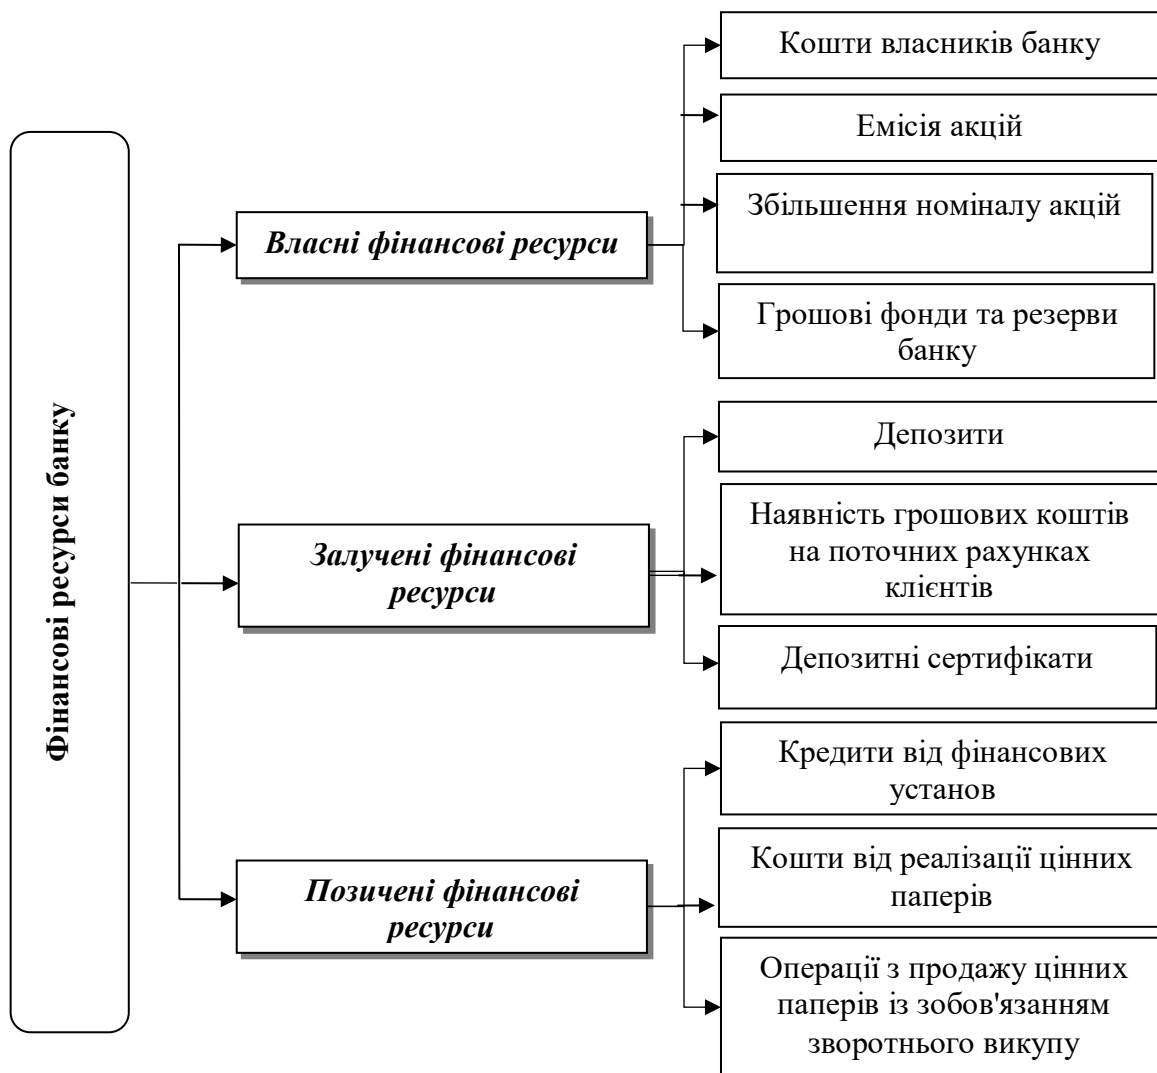 Фінансові ресурси банку
Власні фінансові ресурси
Кошти власників банку
Емісія акцій
Збільшення номіналу акцій
Грошові фонди та резерви
банку
Залучені фінансові
ресурси
Депозити
Наявність грошових коштів
на поточних рахунках
клієнтів
Депозитні сертифікати
Позичені фінансові
ресурси
Кредити від фінансових
установ
Кошти від реалізації цінних
паперів
Операції з продажу цінних
паперів із зобов'язанням
зворотнього викупу